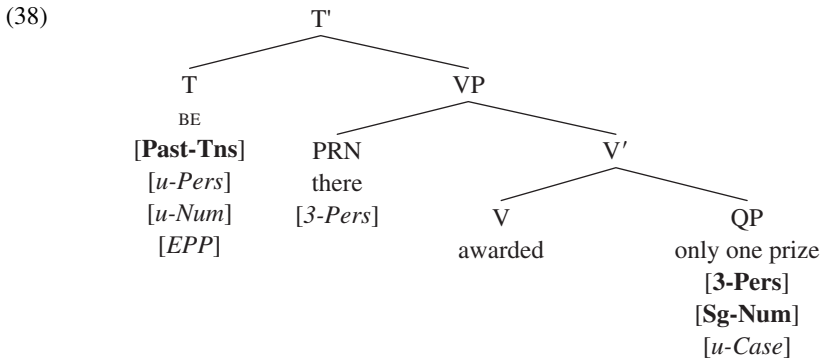 (38)
T'
T VP
BE
[Past-Tns] PRN V′
[u-Pers] there
[u-Num] [3-Pers] V QP
[EPP] awarded only one prize
[3-Pers]
[Sg-Num]
[u-Case]